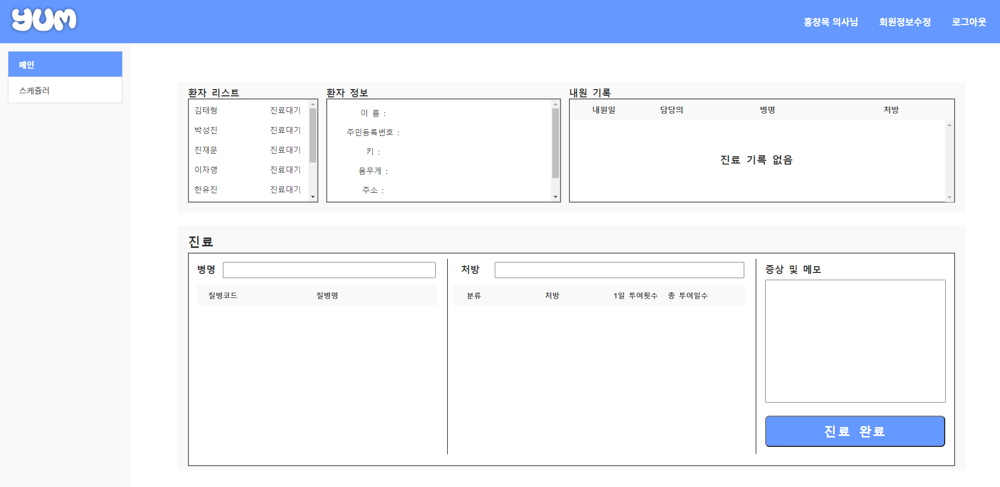 YUM
홍창목 의사님 회원정보수정 로그아웃
메인
스케쥴러
환자 리스트
김태형 진료대기
박성진 진료대기
진재문 진료대기
이자영 진료대기
한유진 진료대기
환자 정보
이 름 :
주민등록번호 :
키 :
몸무게 :
주소 :
내원 기록
내원일 담당의 병명 처방
진료 기록 없음
진료
병명
질병코드 질병명
처방
분류 처방 1일 투여횟수 총 투여일수
증상 및 메모
진료 완료